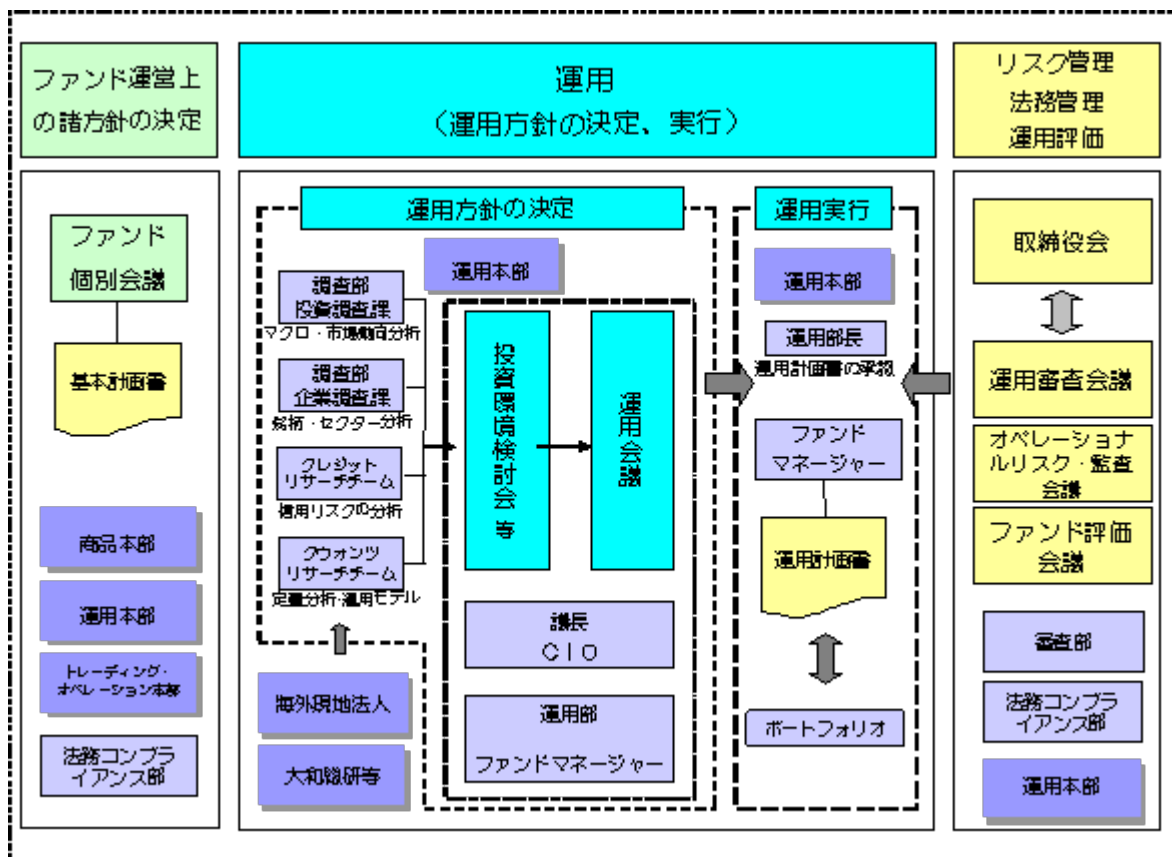 ファンド運営上
の諸方針の決定
運用
(運用方針の決定、実行)
リスク管理
法務管理
運用評価
ファンド
個別会議
基本計画書
商品本部
運用本部
トレーディング・
オペレーション本部
法務コンプラ
イアンス部
運用方針の決定
運用本部
調査部
投資調査課
マクロ・市場動向分析
調査部
企業調査課
銘柄・セクター分析
クレジット
リサーチチーム
信用リスクの分析
クウォンツ
リサーチチーム
定量分析・運用モデル
海外現地法人
大和総研等
投資環境検討会 等
運用会議
議長
CIO
運用部
ファンドマネージャー
運用実行
運用本部
運用部長
運用計画書の承認
ファンド
マネージャー
運用計画書
ポートフォリオ
取締役会
運用審査会議
オペレーショナ
ルリスク・監査
会議
ファンド評価
会議
審査部
法務コンプラ
イアンス部
運用本部